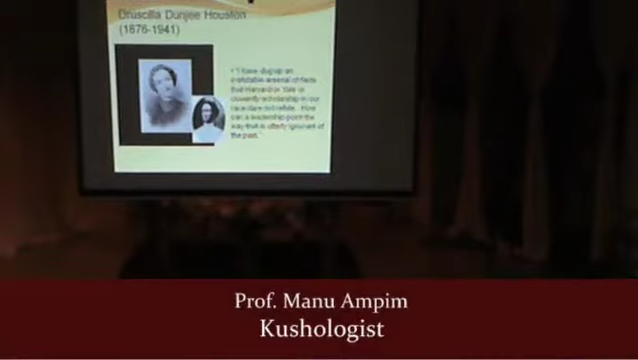 Druscilla Dunjee Houston
(1876-1941)
"I have dug up an
irrefutable arsenal of facts
that Harvard or Yale or
cowardly scholarship in our
race dare not refute. How
can a leadership point the
way that is utterly ignorant of
the past."
Prof. Manu Ampim
Kushologist